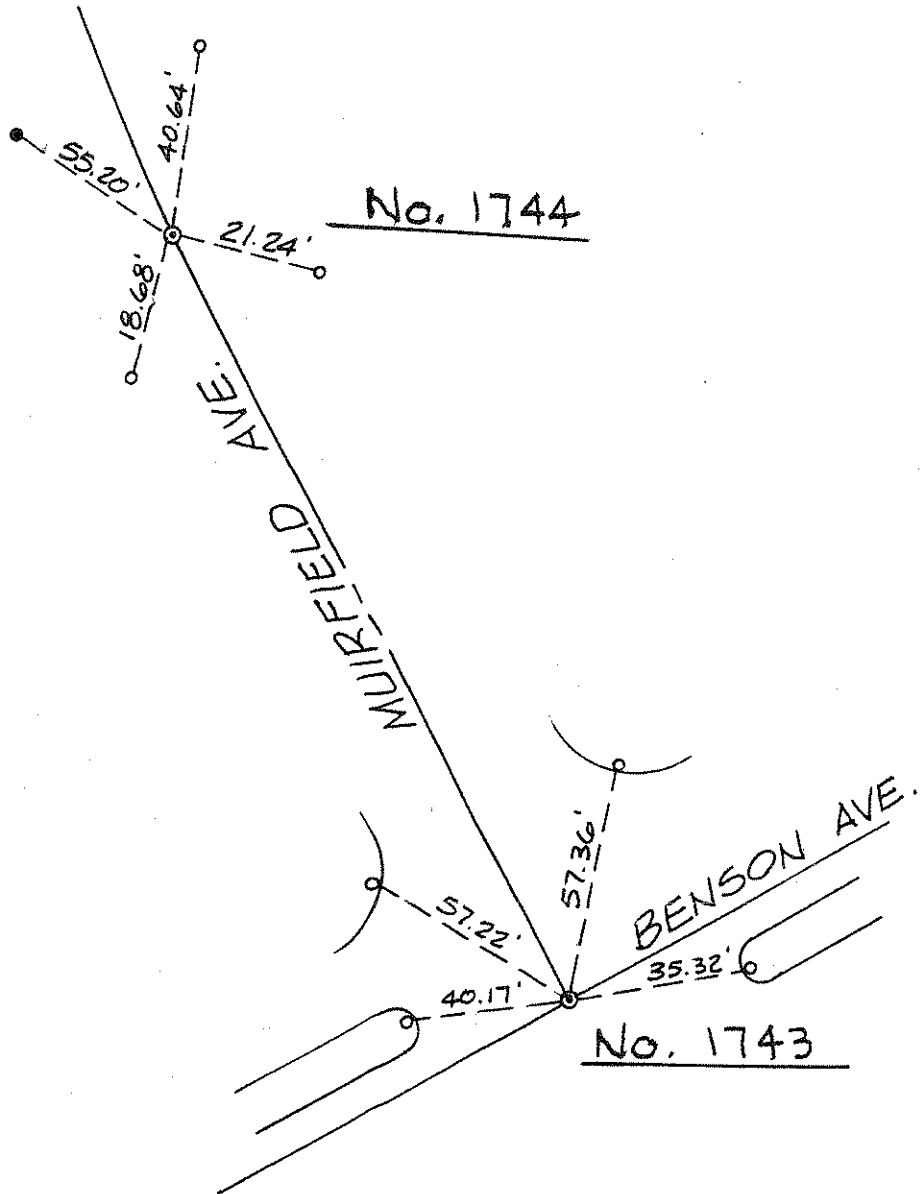 40.64'
55.20'
No. 1744
21.24'
18.68'
MUIRFIELD AVE.
57.36'
BENSON AVE.
57.22'
35.32'
40.17'
No. 1743